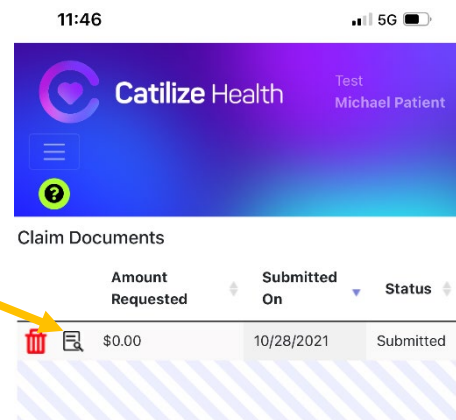 11:46 5G
Catilize Health
Test
Michael Patient
?
Claim Documents
Amount Requested Submitted On Status
$0.00 10/28/2021 Submitted